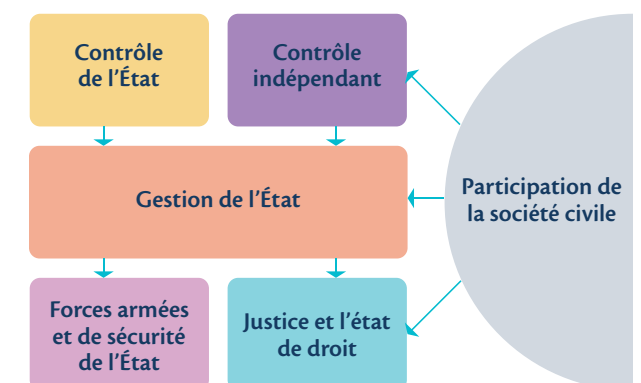 Contrôle
de l'État
Contrôle
indépendant
Gestion de l'État
Participation de
la société civile
Forces armées
et de sécurité
de l'État
Justice et l'état
de droit